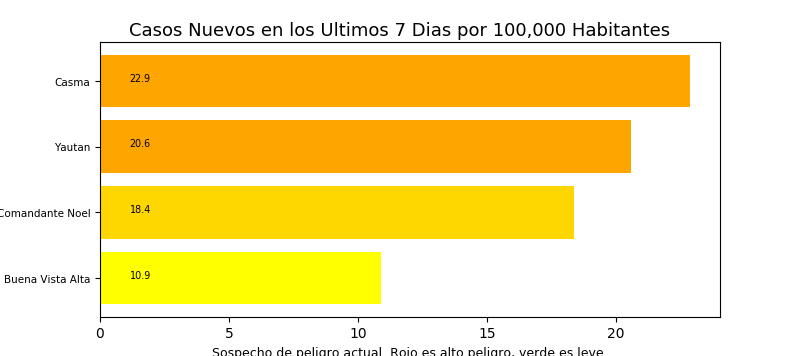 Casos Nuevos en los Ultimos 7 Dias por 100,000 Habitantes
Casma 22.9
Yautan 20.6
Comandante Noel 18.4
Buena Vista Alta 10.9
0 5 10 15 20
Sospecho de peligro actual. Rojo es alto peligro, verde es leve